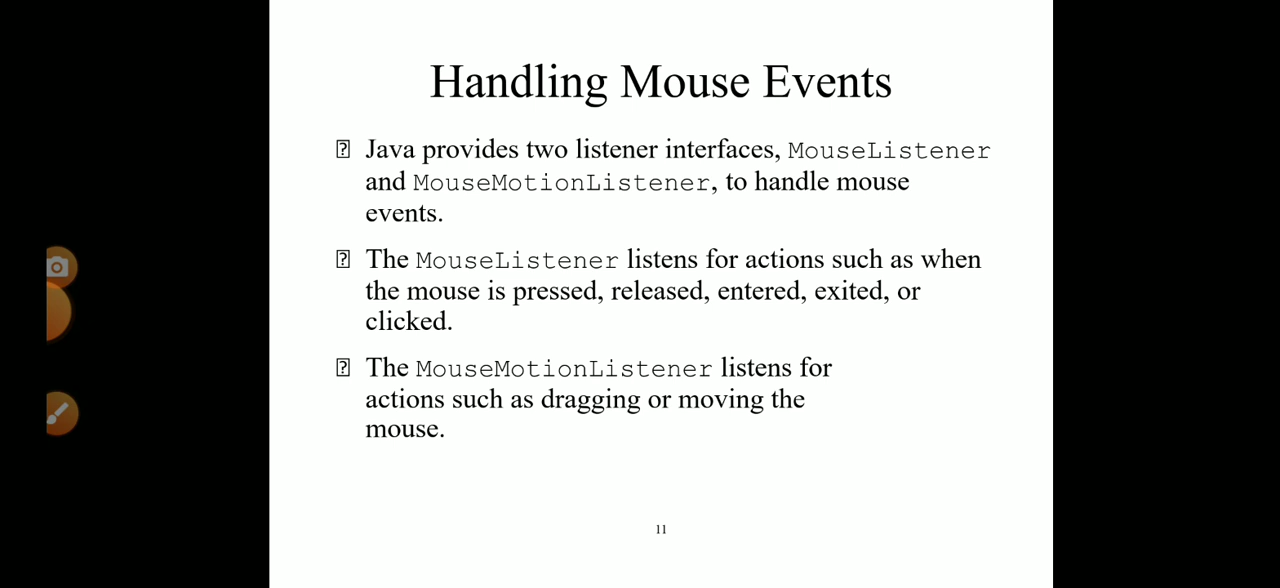 Handling Mouse Events
Java provides two listener interfaces, MouseListener
and MouseMotionListener, to handle mouse
events.
The MouseListener listens for actions such as when
the mouse is pressed, released, entered, exited, or
clicked.
The MouseMotionListener listens for
actions such as dragging or moving the
mouse.
11